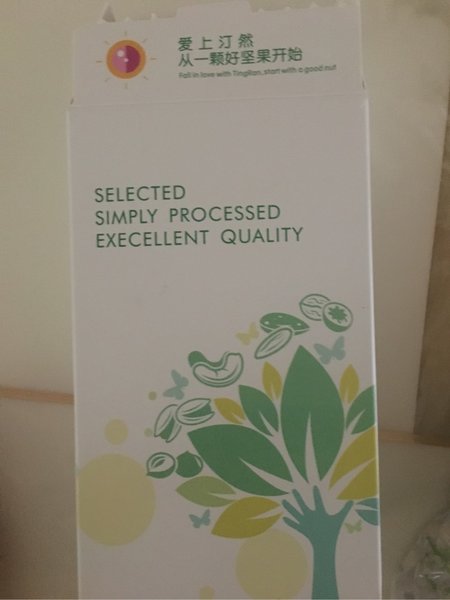 爱上汀然
从一颗好坚果开始
Fall in love with TingRan, start with a good nut
SELECTED
SIMPLY PROCESSED
EXECELLENT QUALITY